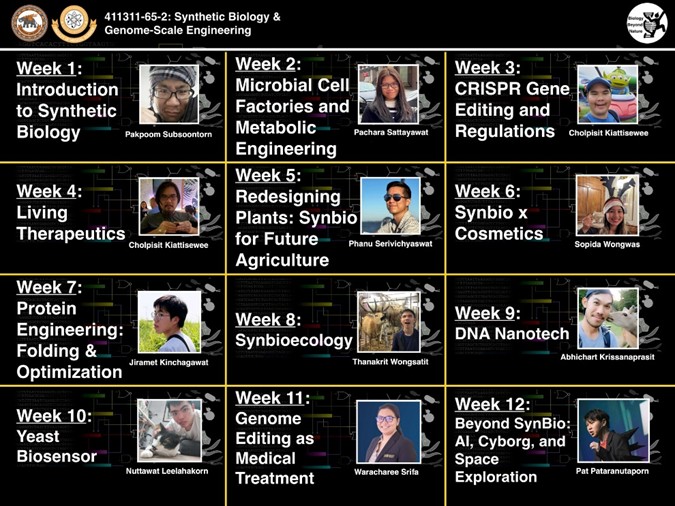 411311-65-2: Synthetic Biology &
Genome-Scale Engineering
Biology
Beyond
Nature
Week 1:
Introduction
to Synthetic
Biology
Pakpoom Subsoontorn
Week 2:
Microbial Cell
Factories and
Metabolic
Engineering
Pachara Sattayawat
Week 3:
CRISPR Gene
Editing and
Regulations
Cholpisit Kiattisewee
Week 4:
Living
Therapeutics
Cholpisit Kiattisewee
Week 5:
Redesigning
Plants: Synbio
for Future
Agriculture
Phanu Serivichyaswat
Week 6:
Synbio x
Cosmetics
Sopida Wongwas
Week 7:
Protein
Engineering:
Folding &
Optimization
Jiramet Kinchagawat
Week 8:
Synbioecology
Thanakrit Wongsatit
Week 9:
DNA Nanotech
Abhichart Krissanaprasit
Week 10:
Yeast
Biosensor
Nuttawat Leelahakorn
Week 11:
Genome
Editing as
Medical
Treatment
Waracharee Srifa
Week 12:
Beyond SynBio:
AI, Cyborg, and
Space
Exploration
Pat Pataranutaporn